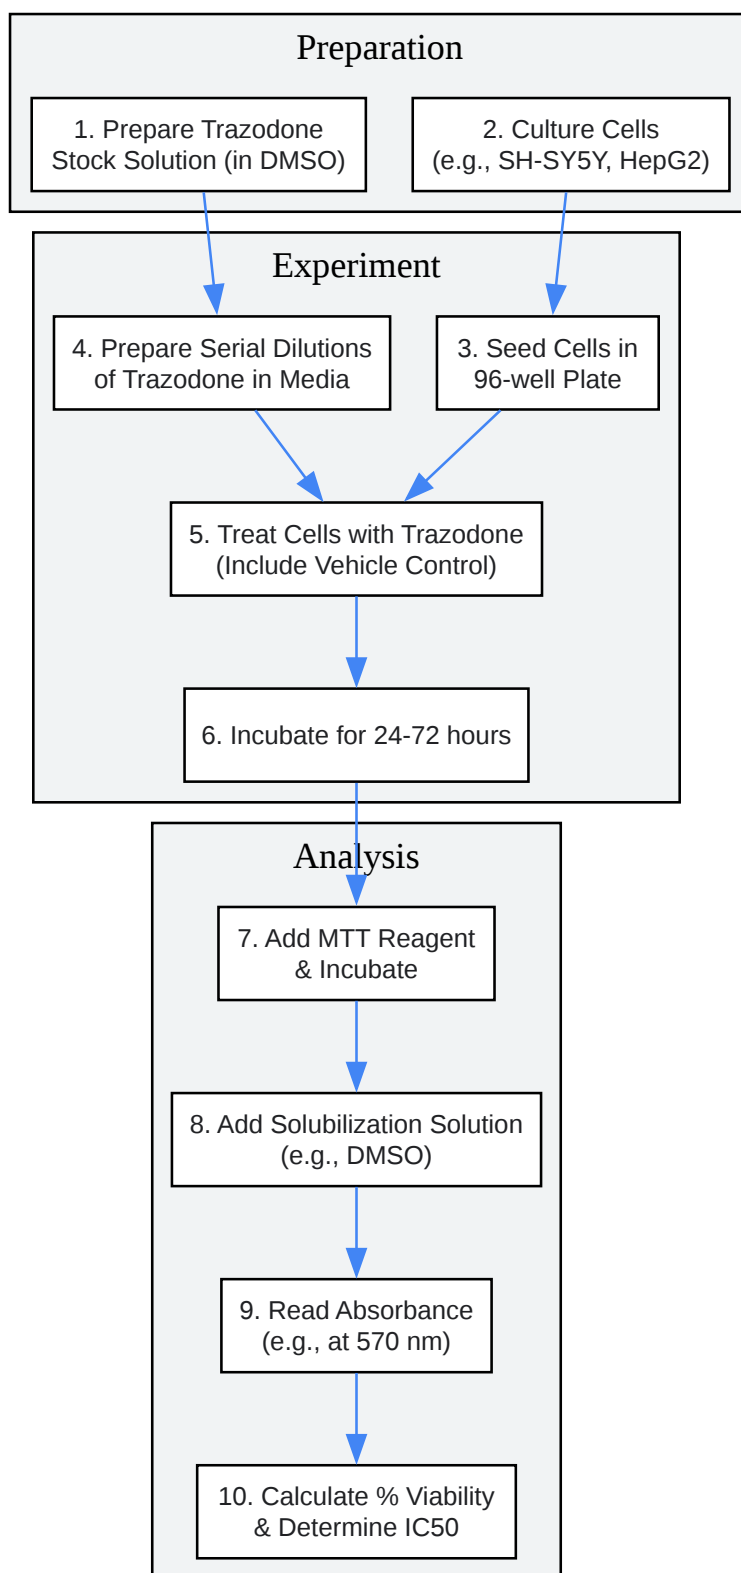 Preparation
1. Prepare Trazodone
Stock Solution (in DMSO)
2. Culture Cells
(e.g., SH-SY5Y, HepG2)
Experiment
4. Prepare Serial Dilutions
of Trazodone in Media
3. Seed Cells in
96-well Plate
5. Treat Cells with Trazodone
(Include Vehicle Control)
6. Incubate for 24-72 hours
Analysis
7. Add MTT Reagent
& Incubate
8. Add Solubilization Solution
(e.g., DMSO)
9. Read Absorbance
(e.g., at 570 nm)
10. Calculate % Viability
& Determine IC50